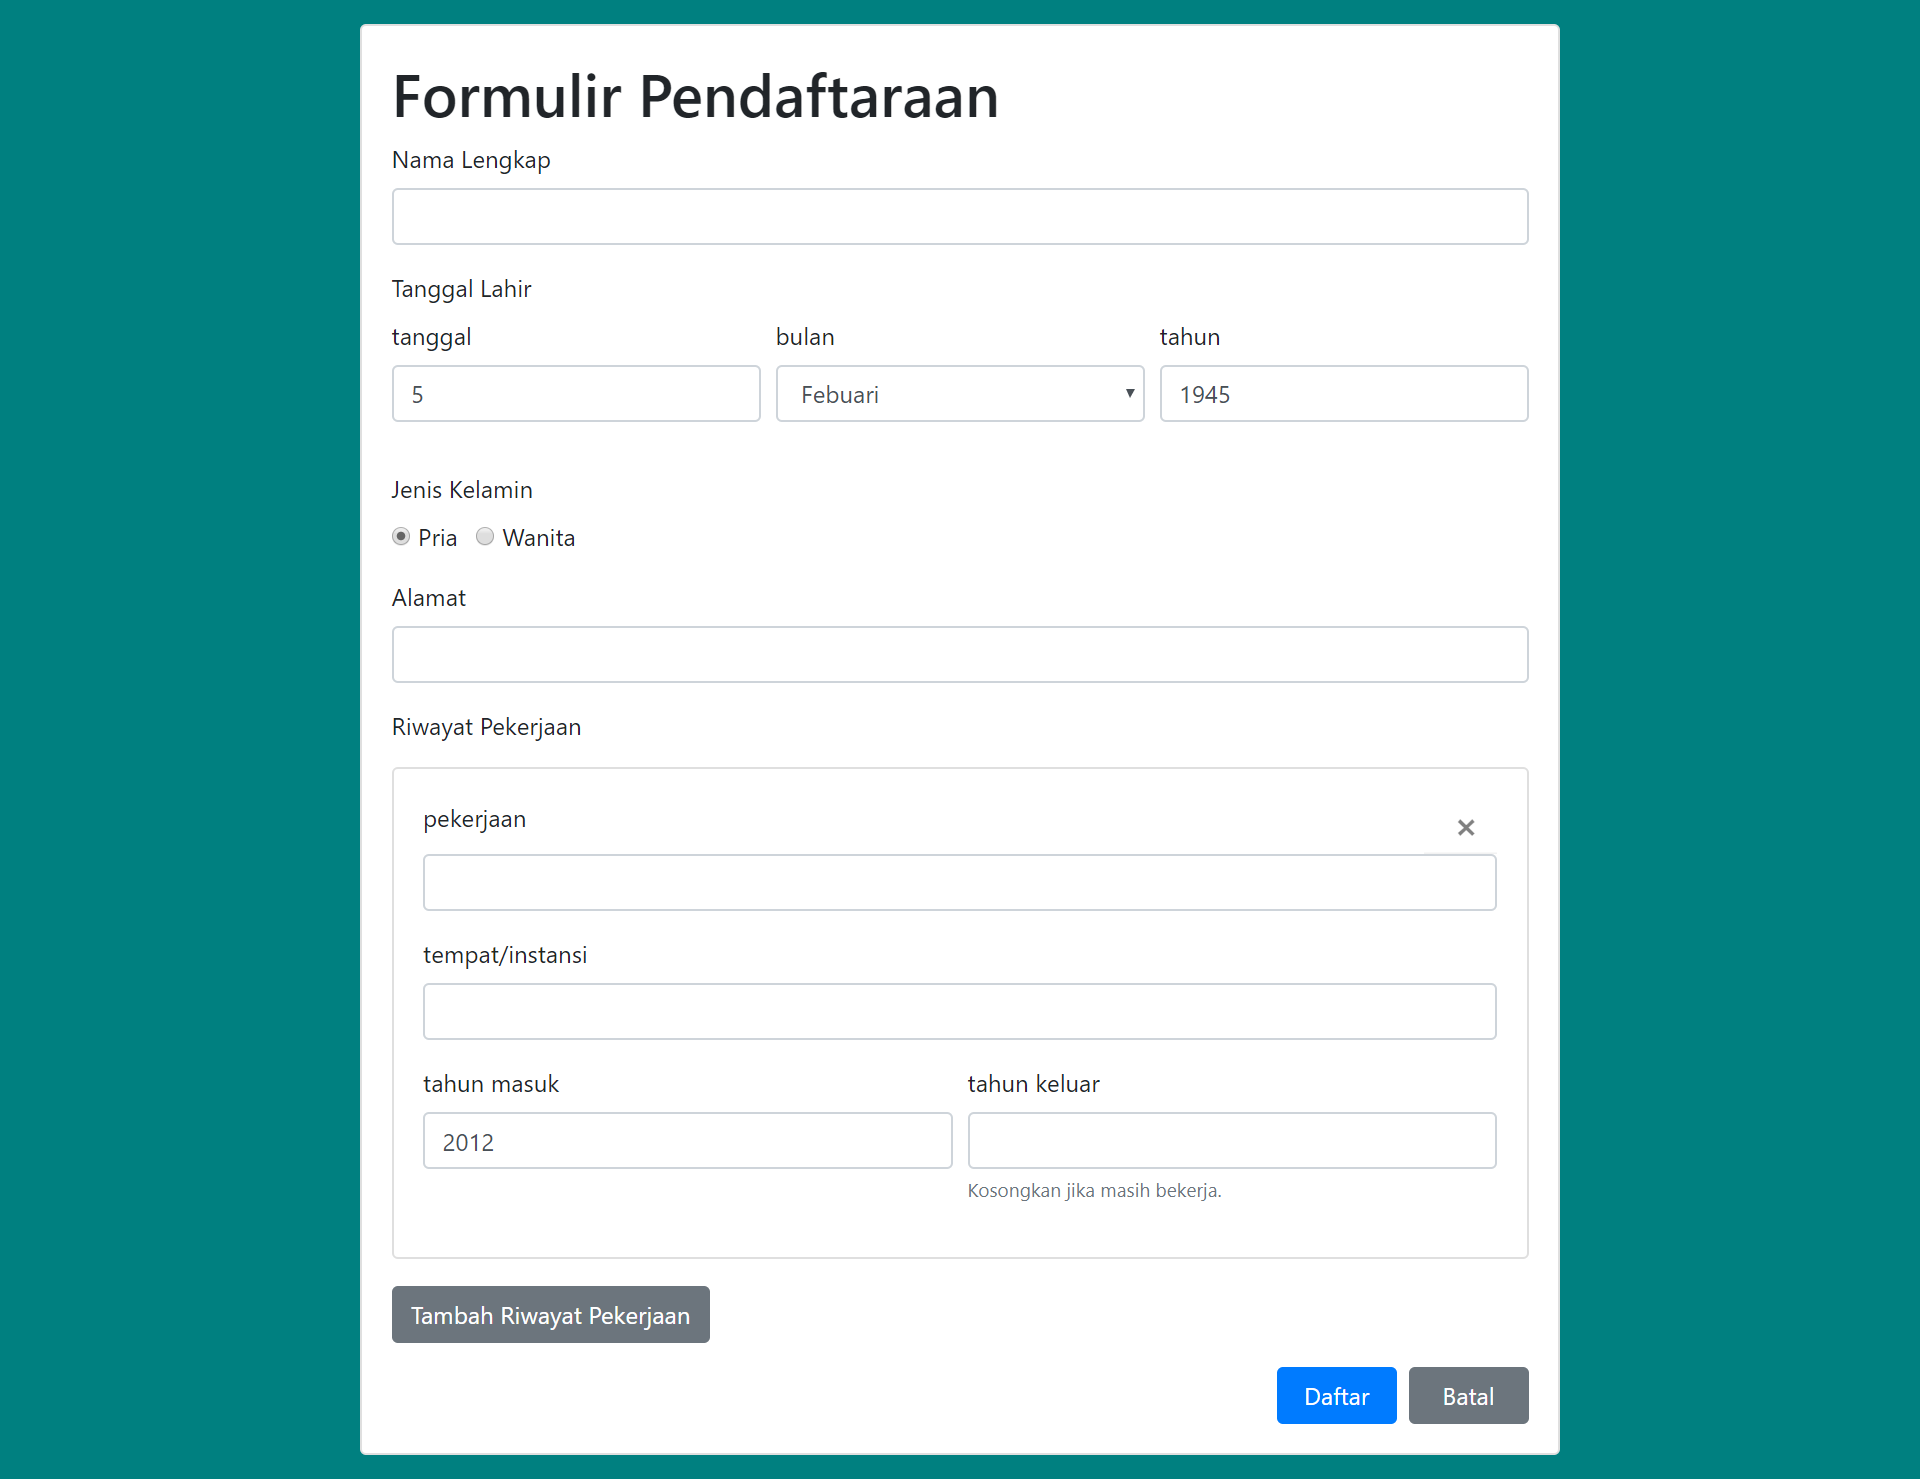 Formulir Pendaftaraan
Nama Lengkap
Tanggal Lahir
tanggal bulan tahun
5 Febuari 1945
Jenis Kelamin
Pria Wanita
Alamat
Riwayat Pekerjaan
pekerjaan
tempat/instansi
tahun masuk tahun keluar
2012
Kosongkan jika masih bekerja.
Tambah Riwayat Pekerjaan
Daftar Batal